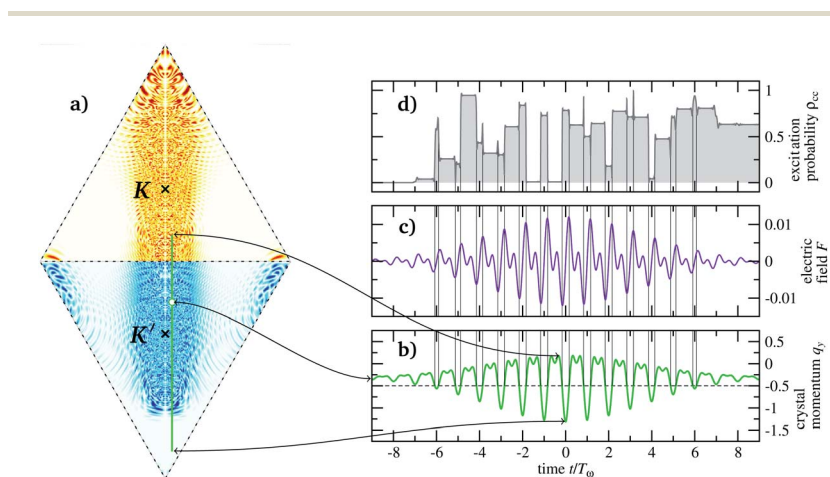 a)
K
K′
d)
1
0.5
0
excitation
probability ρcc
c)
0.01
0
-0.01
electric
field F
b)
0.5
0
-0.5
-1
-1.5
crystal
momentum qy
-8 -6 -4 -2 0 2 4 6 8
time t/Tω